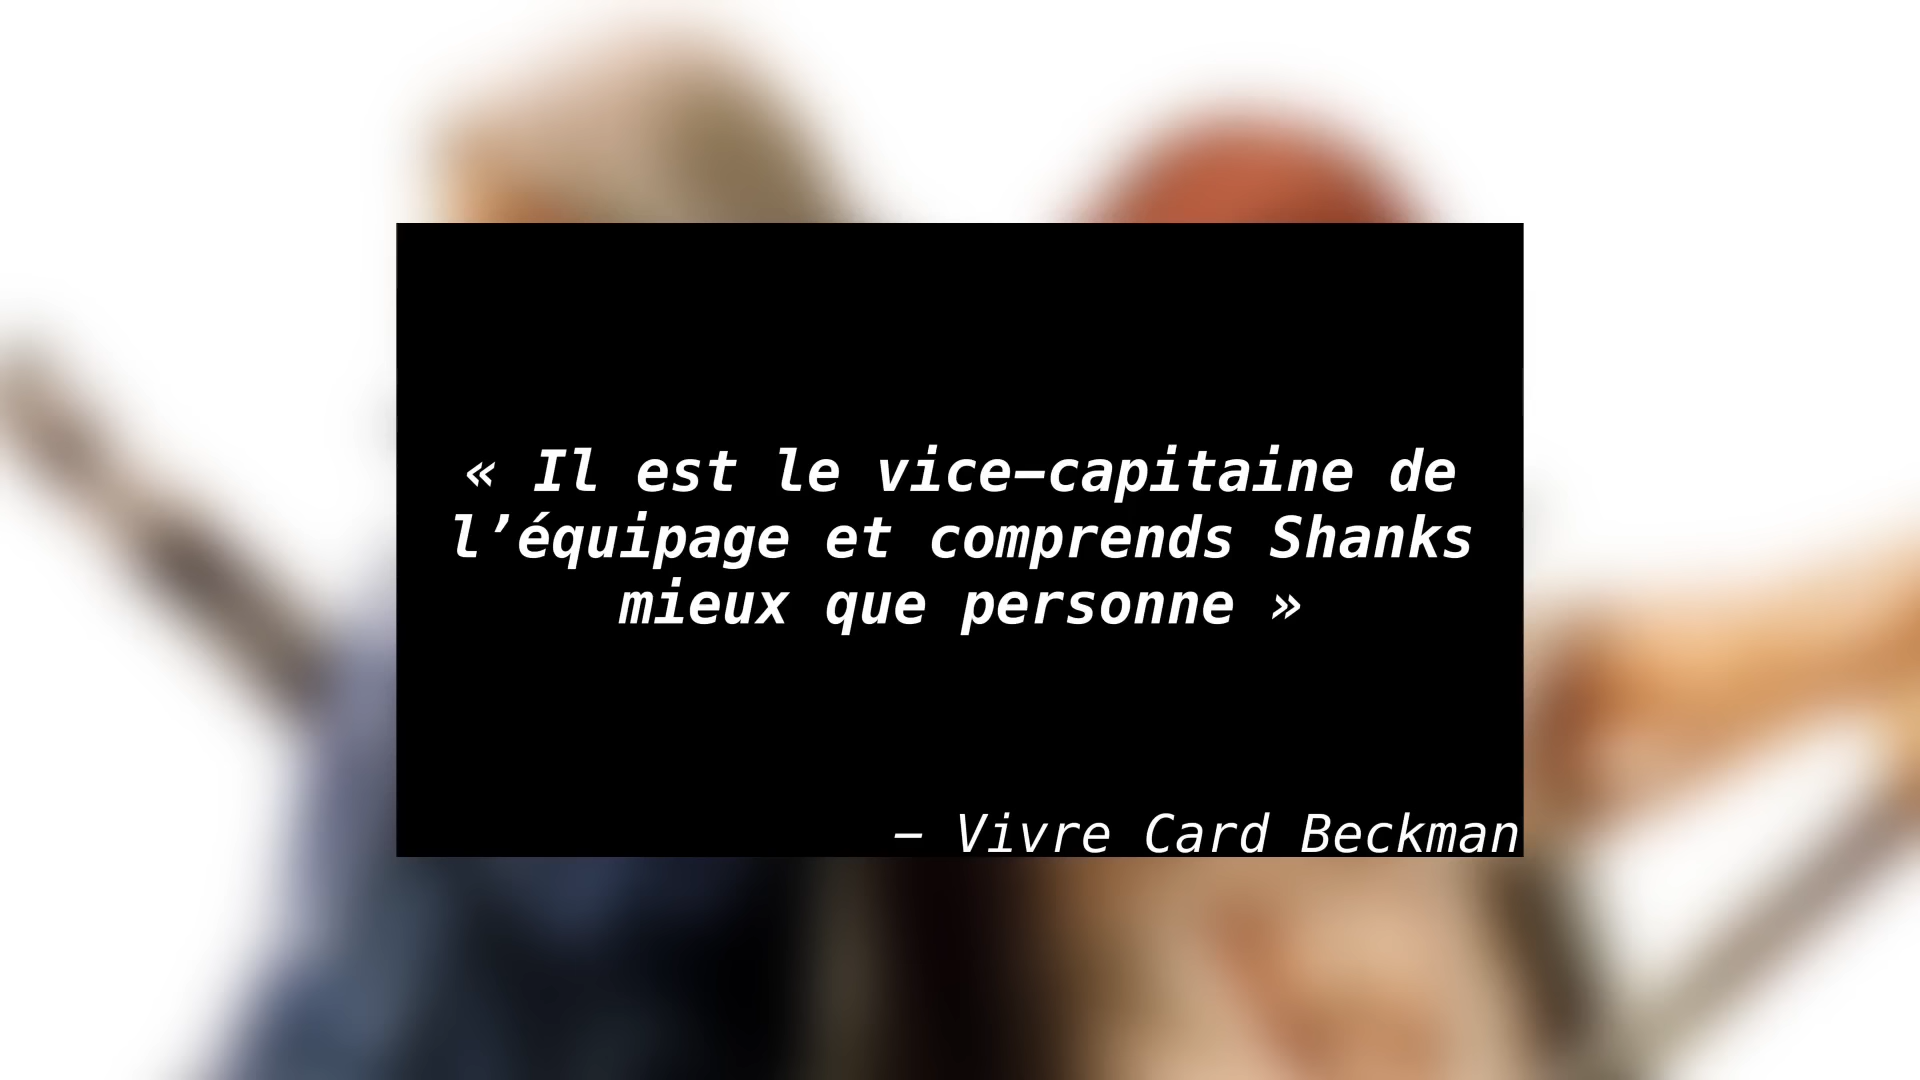 « Il est le vice-capitaine de
l’équipage et comprends Shanks
mieux que personne »
– Vivre Card Beckman